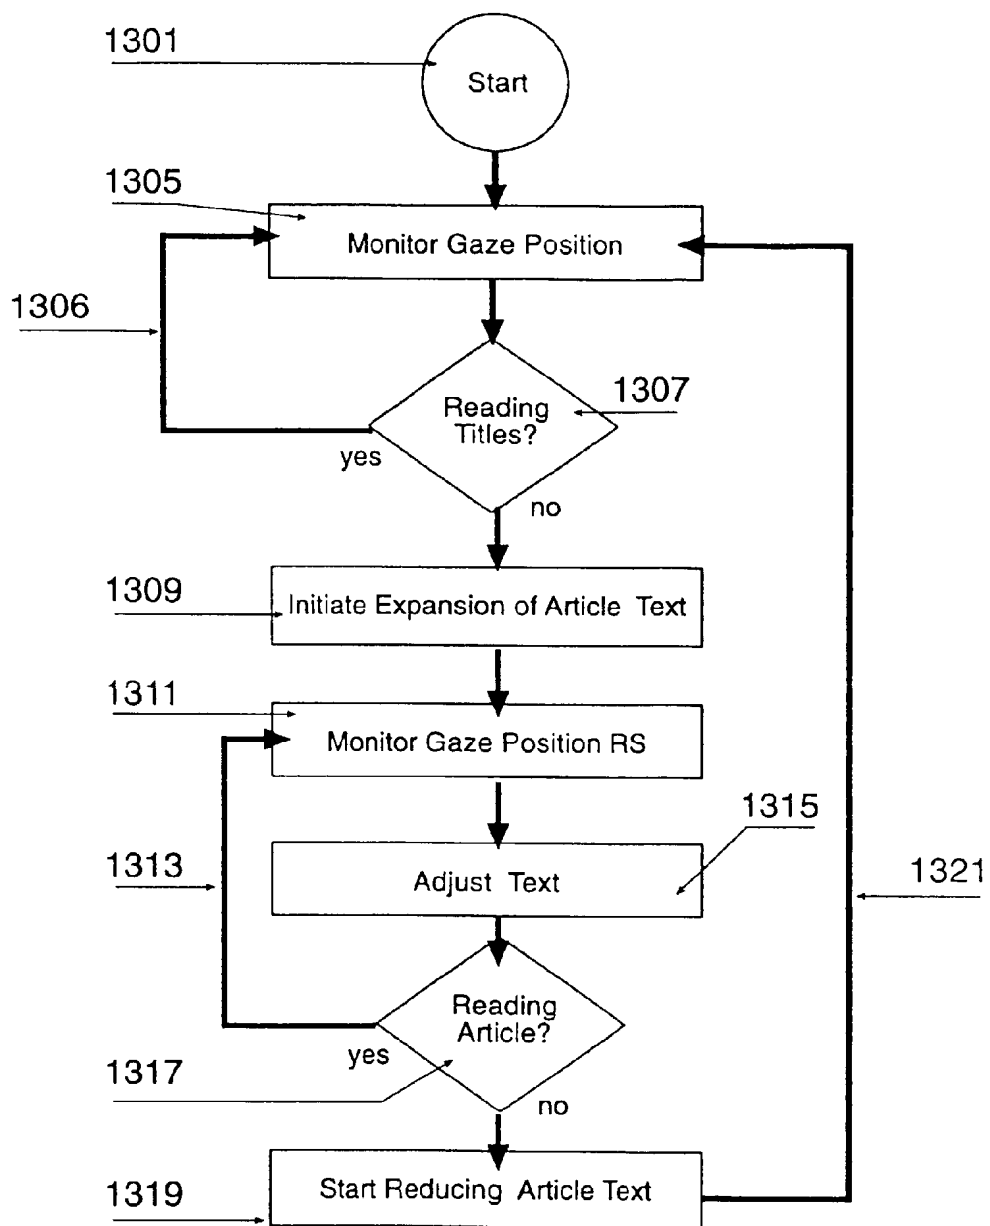 1301
Start
1305
Monitor Gaze Position
1306
1307
Reading
Titles?
yes
no
1309
Initiate Expansion of Article Text
1311
Monitor Gaze Position RS
1315
1313
Adjust Text
1321
Reading
Article?
yes
1317
no
1319
Start Reducing Article Text